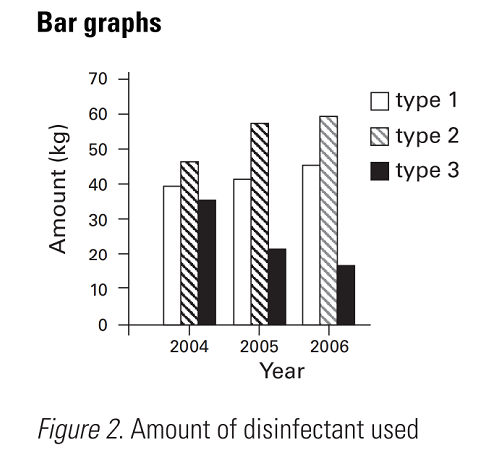 Bar graphs
70
60
50
40
30
20
10
0
Amount (kg)
type 1
type 2
type 3
2004 2005 2006
Year
Figure 2. Amount of disinfectant used